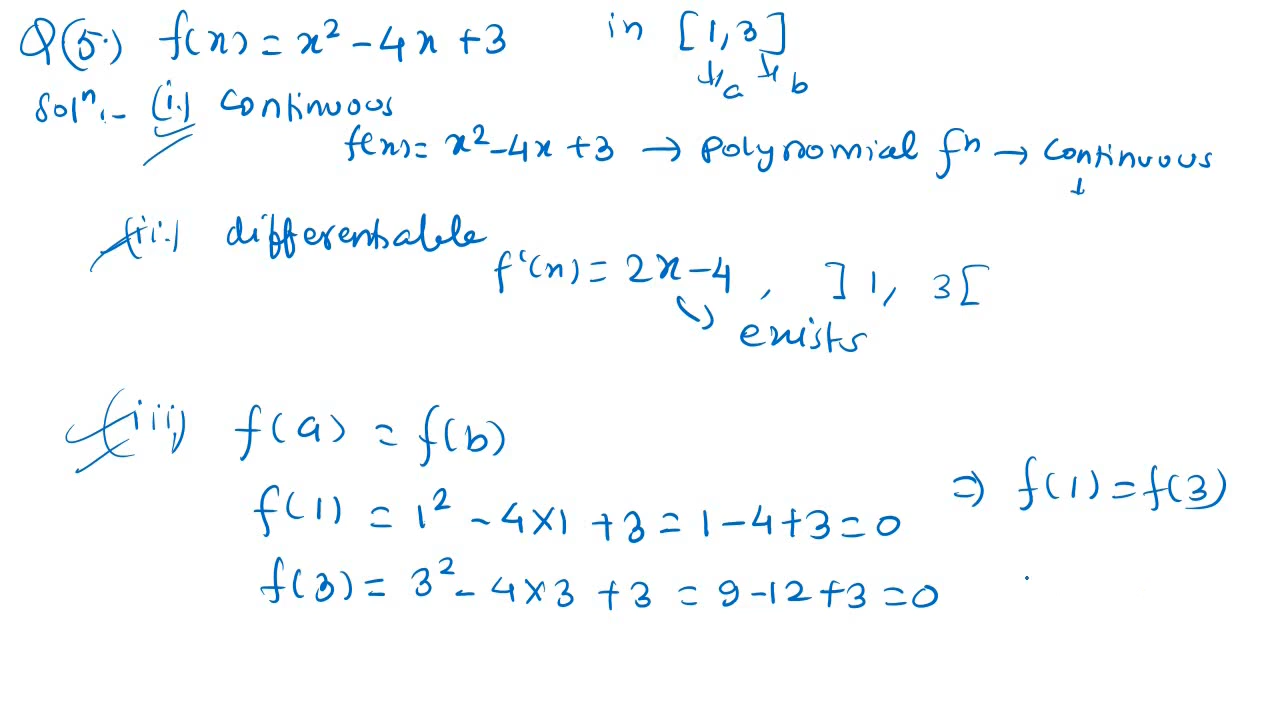 Q(5.) f(x) = x² - 4x + 3 in [1, 3]
a b
Solⁿ:- (i.) continuous
f(x) = x² - 4x + 3 → polynomial fⁿ → continuous ↓
(ii.) differentiable
f'(x) = 2x - 4 , ]1, 3[
exists
(iii) f(a) = f(b)
⇒ f(1) = f(3)
f(1) = 1² - 4×1 + 3 = 1 - 4 + 3 = 0
f(3) = 3² - 4×3 + 3 = 9 - 12 + 3 = 0